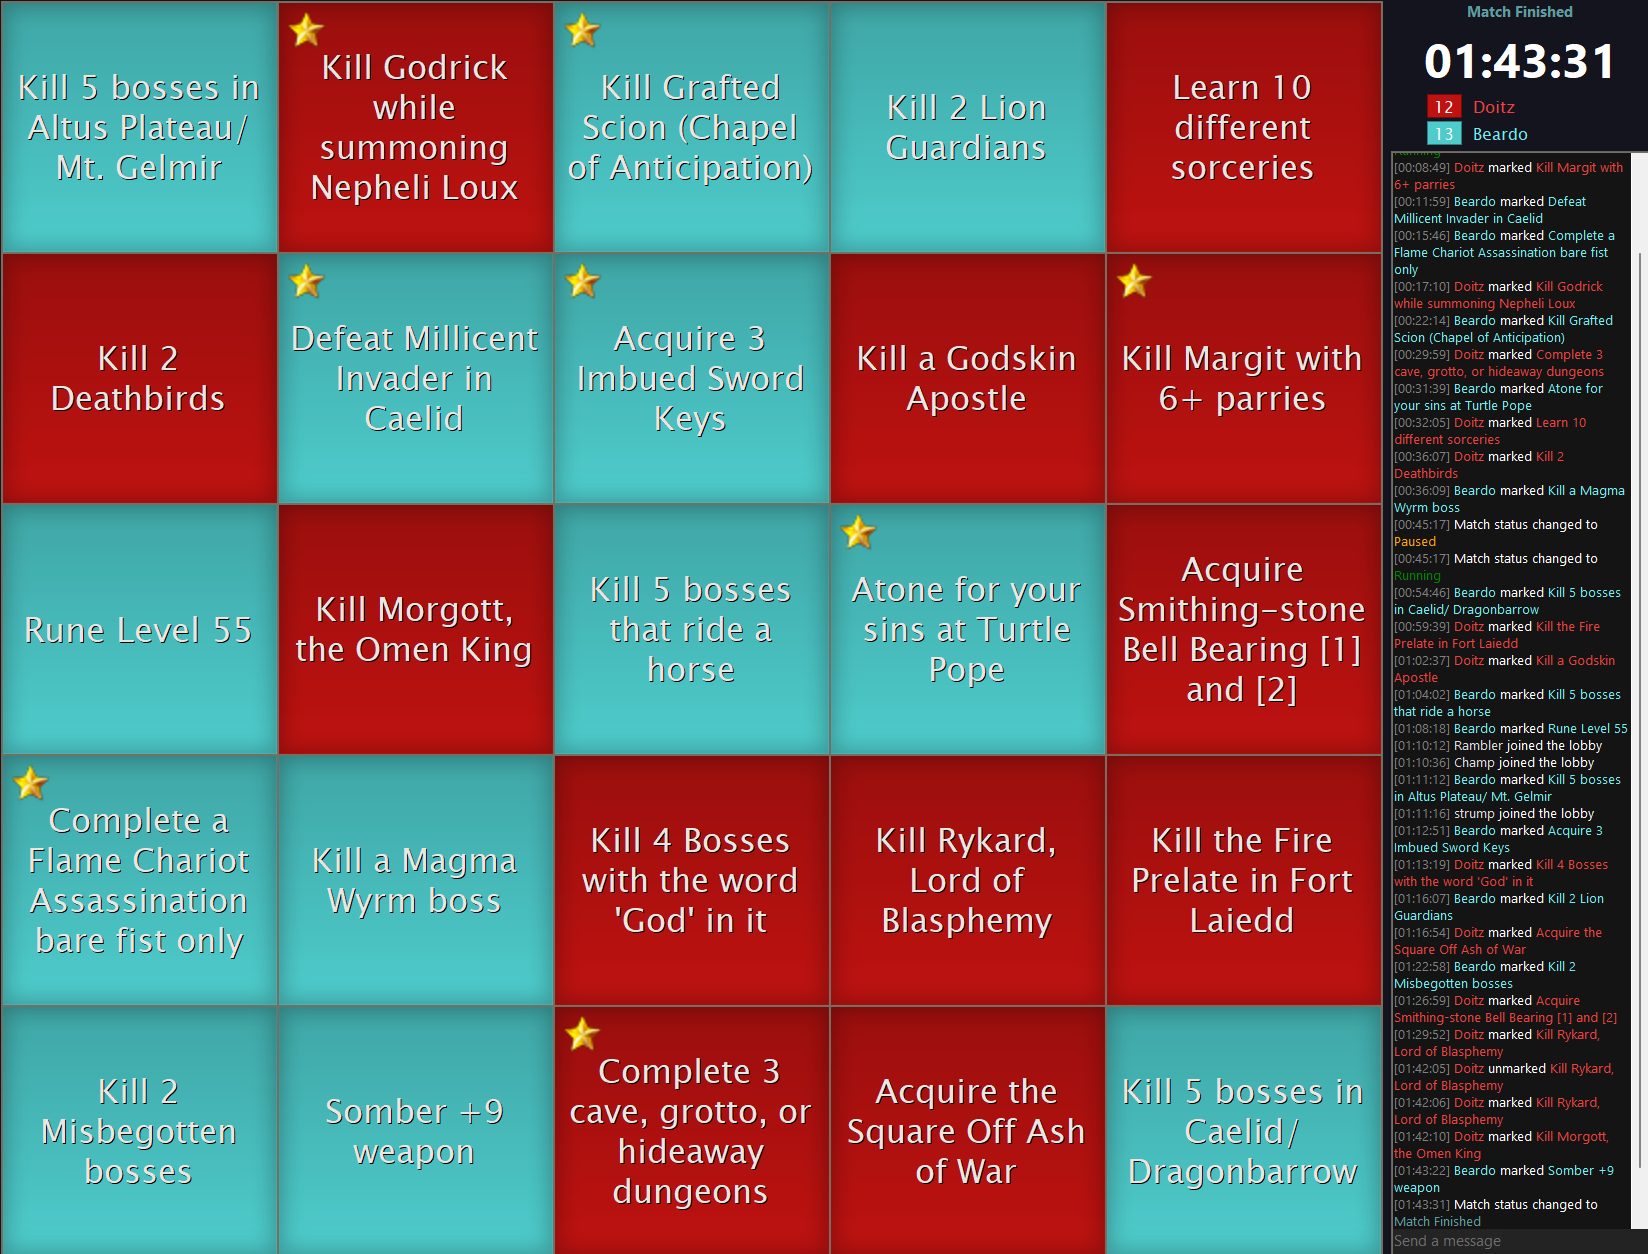 Kill 5 bosses in
Altus Plateau/
Mt. Gelmir
Kill Godrick
while
summoning
Nepheli Loux
Kill Grafted
Scion (Chapel
of Anticipation)
Kill 2 Lion
Guardians
Learn 10
different
sorceries
Kill 2
Deathbirds
Defeat Millicent
Invader in
Caelid
Acquire 3
Imbued Sword
Keys
Kill a Godskin
Apostle
Kill Margit with
6+ parries
Rune Level 55
Kill Morgott,
the Omen King
Kill 5 bosses
that ride a
horse
Atone for your
sins at Turtle
Pope
Acquire
Smithing-stone
Bell Bearing [1]
and [2]
Complete a
Flame Chariot
Assassination
bare fist only
Kill a Magma
Wyrm boss
Kill 4 Bosses
with the word
'God' in it
Kill Rykard,
Lord of
Blasphemy
Kill the Fire
Prelate in Fort
Laiedd
Kill 2
Misbegotten
bosses
Somber +9
weapon
Complete 3
cave, grotto, or
hideaway
dungeons
Acquire the
Square Off Ash
of War
Kill 5 bosses in
Caelid/
Dragonbarrow
Match Finished
01:43:31
12 Doitz
13 Beardo
Running
[00:08:49] Doitz marked Kill Margit with
6+ parries
[00:11:59] Beardo marked Defeat
Millicent Invader in Caelid
[00:15:46] Beardo marked Complete a
Flame Chariot Assassination bare fist
only
[00:17:10] Doitz marked Kill Godrick
while summoning Nepheli Loux
[00:22:14] Beardo marked Kill Grafted
Scion (Chapel of Anticipation)
[00:29:59] Doitz marked Complete 3
cave, grotto, or hideaway dungeons
[00:31:39] Beardo marked Atone for
your sins at Turtle Pope
[00:32:05] Doitz marked Learn 10
different sorceries
[00:36:07] Doitz marked Kill 2
Deathbirds
[00:36:09] Beardo marked Kill a Magma
Wyrm boss
[00:45:17] Match status changed to
Paused
[00:45:17] Match status changed to
Running
[00:54:46] Beardo marked Kill 5 bosses
in Caelid/ Dragonbarrow
[00:59:39] Doitz marked Kill the Fire
Prelate in Fort Laiedd
[01:02:37] Doitz marked Kill a Godskin
Apostle
[01:04:02] Beardo marked Kill 5 bosses
that ride a horse
[01:08:18] Beardo marked Rune Level 55
[01:10:12] Rambler joined the lobby
[01:10:36] Champ joined the lobby
[01:11:12] Beardo marked Kill 5 bosses
in Altus Plateau/ Mt. Gelmir
[01:11:16] strump joined the lobby
[01:12:51] Beardo marked Acquire 3
Imbued Sword Keys
[01:13:19] Doitz marked Kill 4 Bosses
with the word 'God' in it
[01:16:07] Beardo marked Kill 2 Lion
Guardians
[01:16:54] Doitz marked Acquire the
Square Off Ash of War
[01:22:58] Beardo marked Kill 2
Misbegotten bosses
[01:26:59] Doitz marked Acquire
Smithing-stone Bell Bearing [1] and [2]
[01:29:52] Doitz marked Kill Rykard,
Lord of Blasphemy
[01:42:05] Doitz unmarked Kill Rykard,
Lord of Blasphemy
[01:42:06] Doitz marked Kill Rykard,
Lord of Blasphemy
[01:42:10] Doitz marked Kill Morgott,
the Omen King
[01:43:22] Beardo marked Somber +9
weapon
[01:43:31] Match status changed to
Match Finished
Send a message